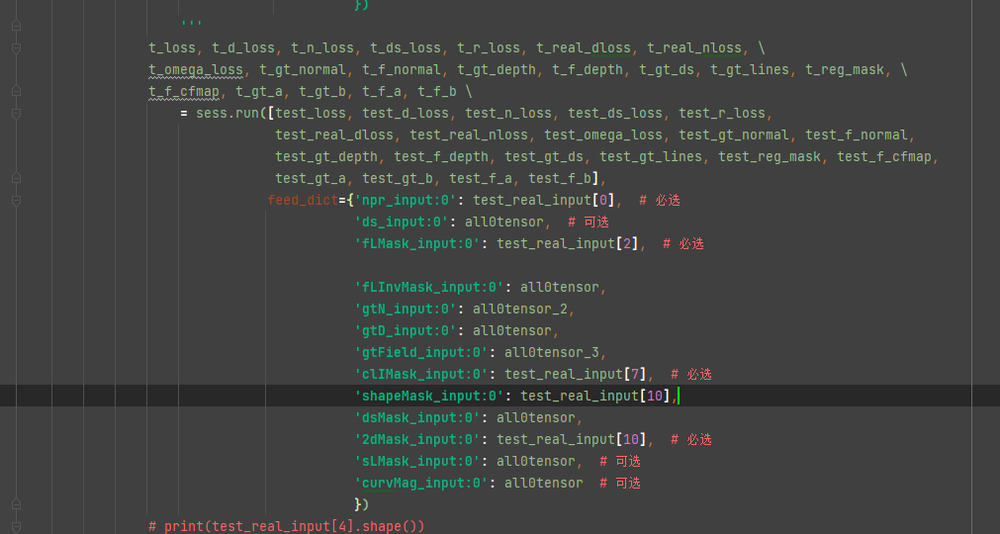 })
'''
t_loss, t_d_loss, t_n_loss, t_ds_loss, t_r_loss, t_real_dloss, t_real_nloss, \
t_omega_loss, t_gt_normal, t_f_normal, t_gt_depth, t_f_depth, t_gt_ds, t_gt_lines, t_reg_mask, \
t_f_cfmap, t_gt_a, t_gt_b, t_f_a, t_f_b \
= sess.run([test_loss, test_d_loss, test_n_loss, test_ds_loss, test_r_loss,
test_real_dloss, test_real_nloss, test_omega_loss, test_gt_normal, test_f_normal,
test_gt_depth, test_f_depth, test_gt_ds, test_gt_lines, test_reg_mask, test_f_cfmap,
test_gt_a, test_gt_b, test_f_a, test_f_b],
feed_dict={'npr_input:0': test_real_input[0],  # 必选
'ds_input:0': all0tensor,  # 可选
'fLMask_input:0': test_real_input[2],  # 必选
'fLInvMask_input:0': all0tensor,
'gtN_input:0': all0tensor_2,
'gtD_input:0': all0tensor,
'gtField_input:0': all0tensor_3,
'clIMask_input:0': test_real_input[7],  # 必选
'shapeMask_input:0': test_real_input[10],
'dsMask_input:0': all0tensor,
'2dMask_input:0': test_real_input[10],  # 必选
'sLMask_input:0': all0tensor,  # 可选
'curvMag_input:0': all0tensor  # 可选
})
# print(test_real_input[4].shape())